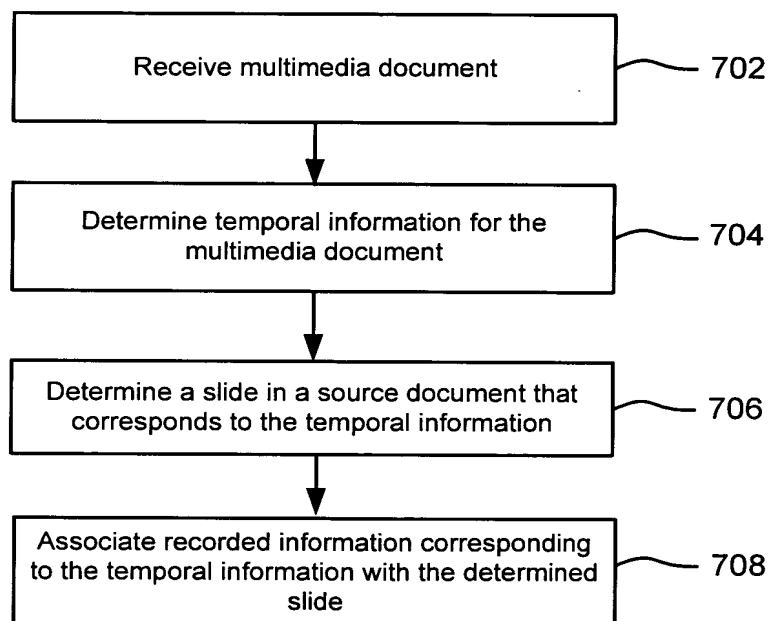 Receive multimedia document
702
Determine temporal information for the
multimedia document
704
Determine a slide in a source document that
corresponds to the temporal information
706
Associate recorded information corresponding
to the temporal information with the determined
slide
708